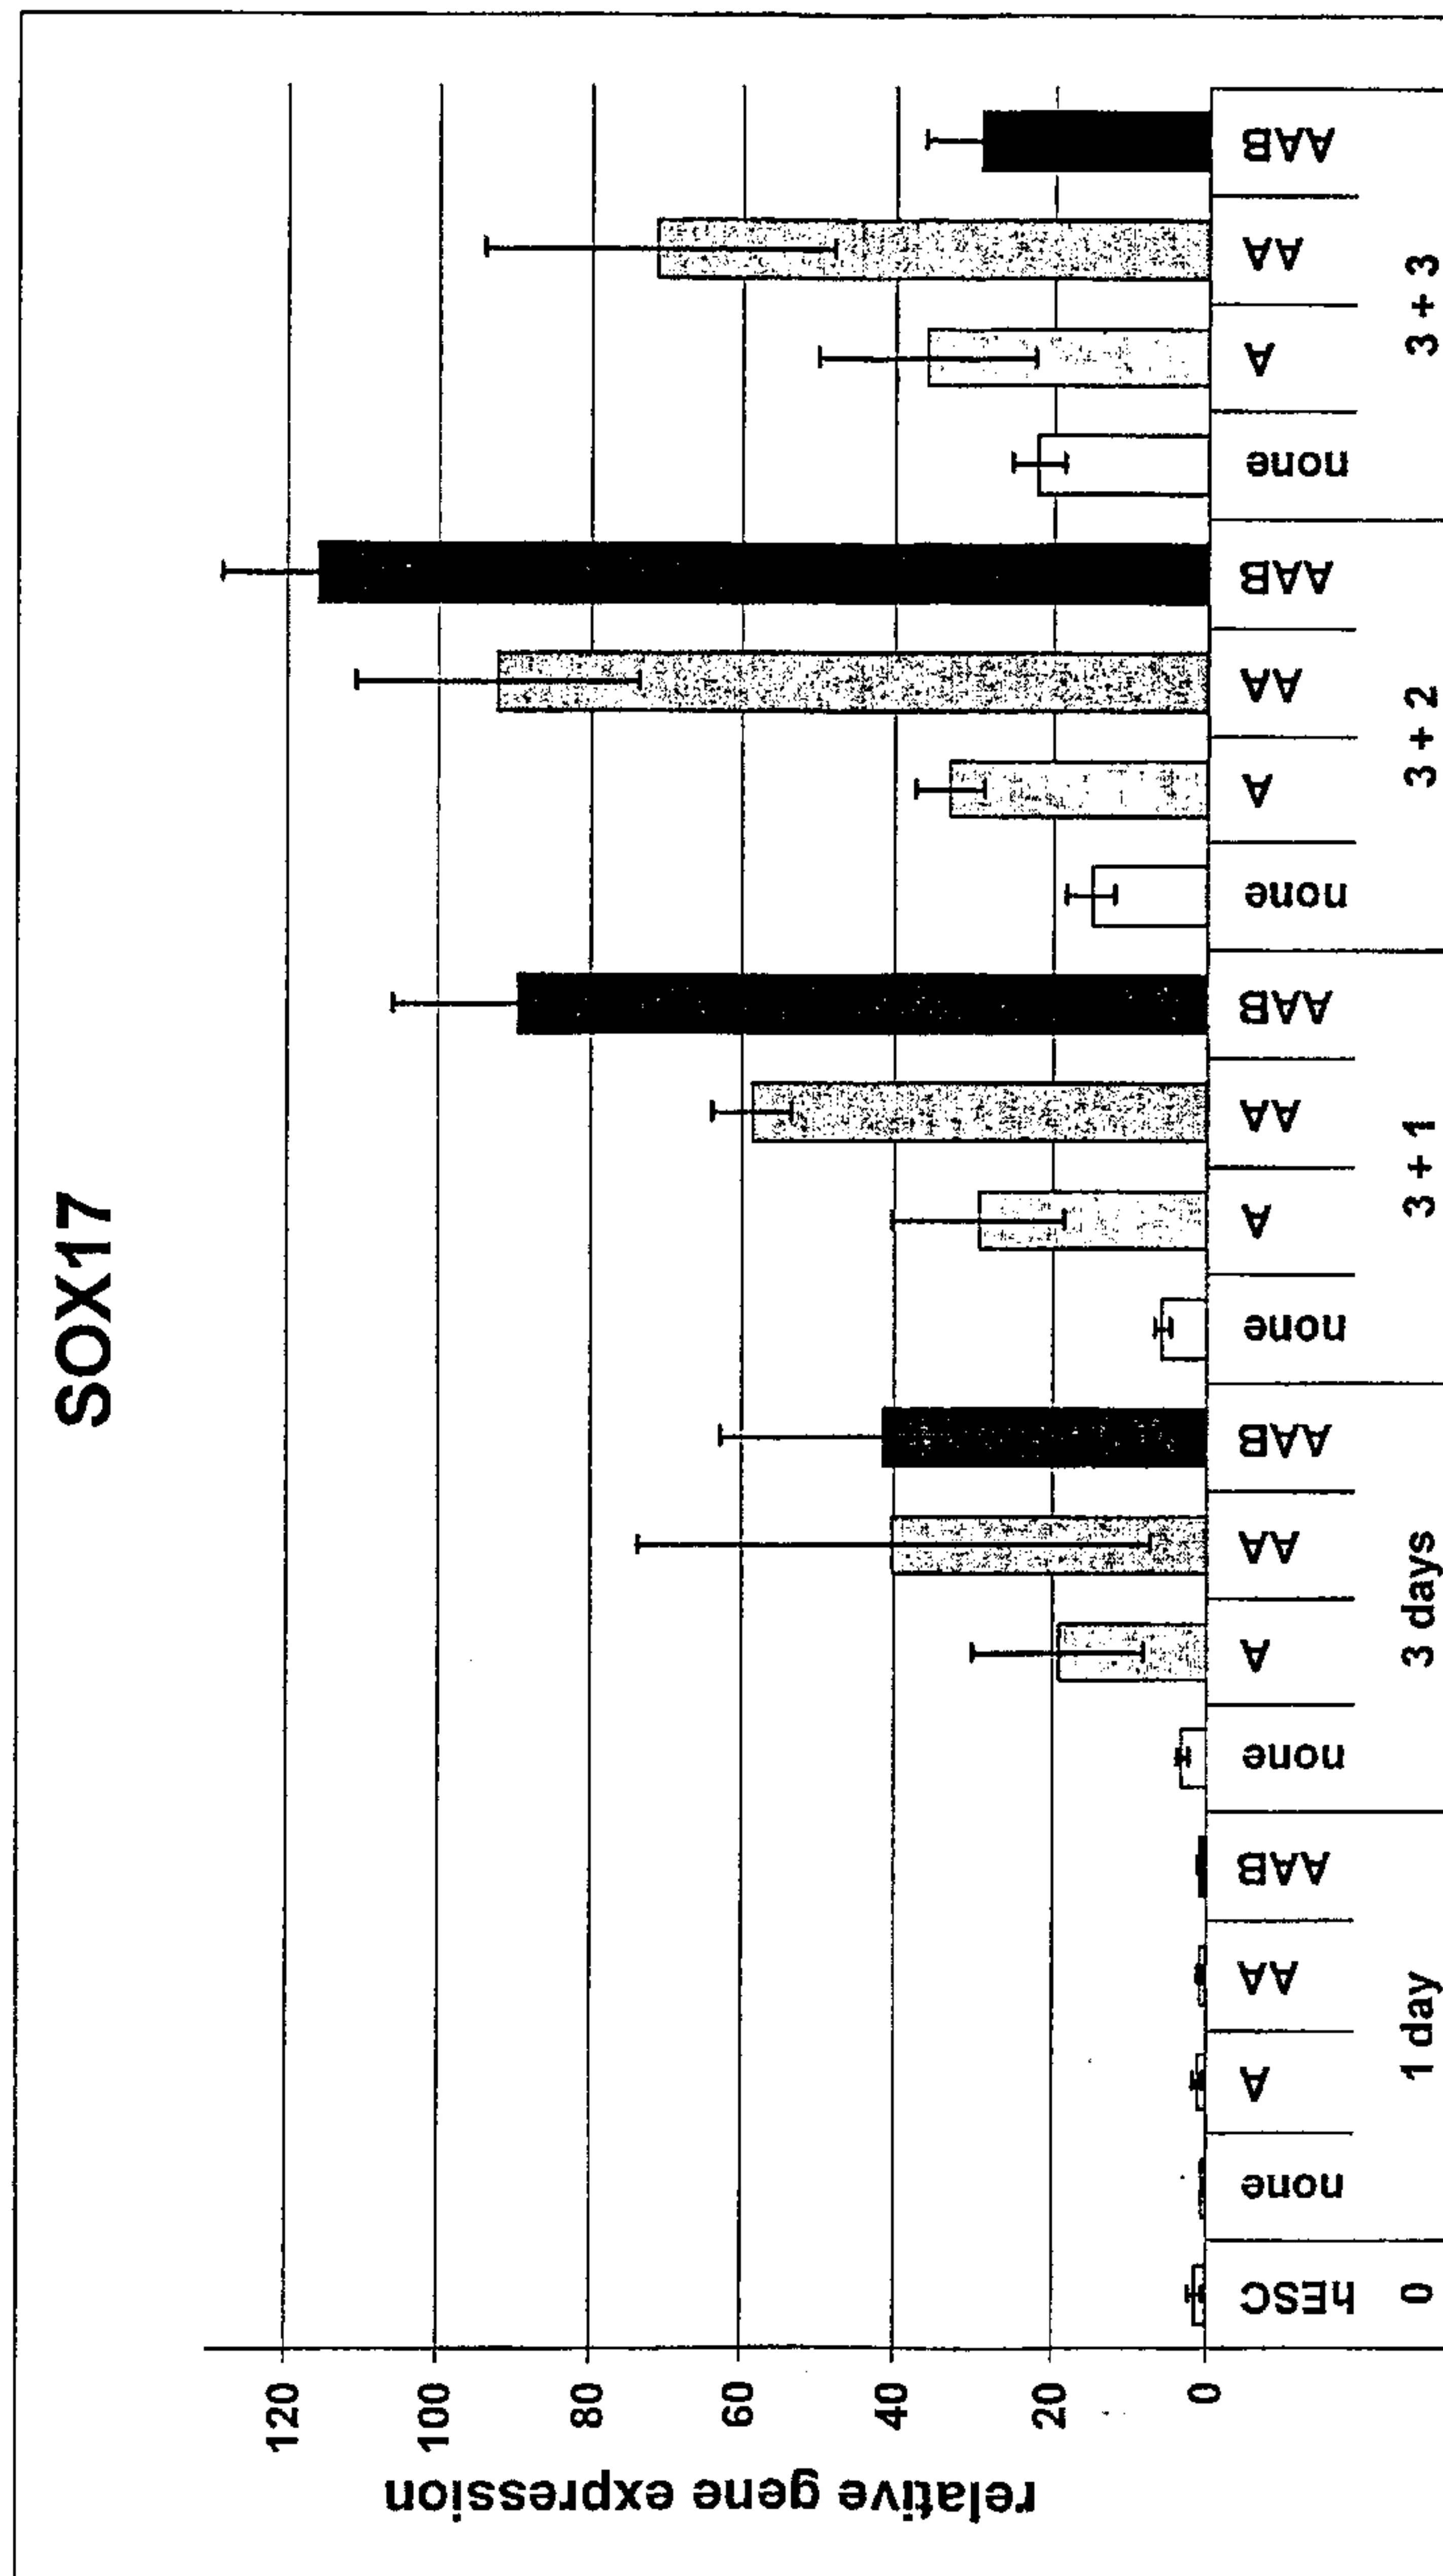 SOX17
relative gene expression
120
100
80
60
40
20
0
hESC none A AA AAB none A AA AAB none A AA AAB none A AA AAB none A AA AAB
0 1 day 3 days 3 + 1 3 + 2 3 + 3